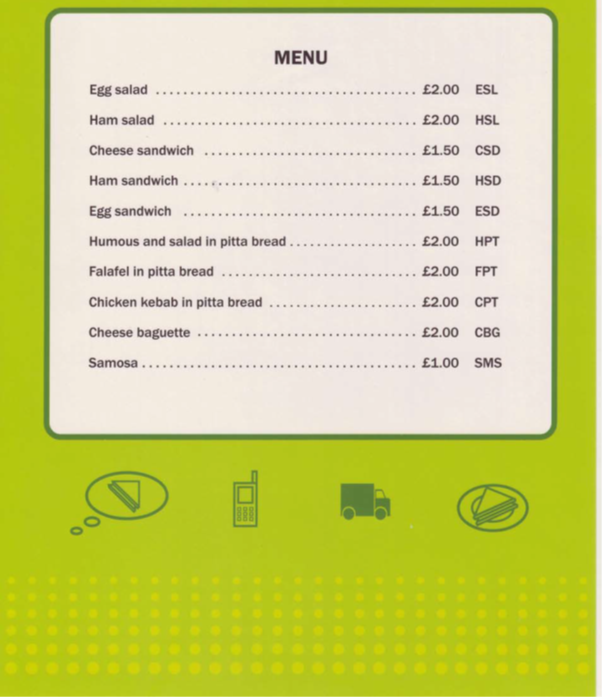 MENU
Egg salad ...................................... £2.00 ESL
Ham salad ..................................... £2.00 HSL
Cheese sandwich ............................... £1.50 CSD
Ham sandwich .................................. £1.50 HSD
Egg sandwich .................................. £1.50 ESD
Humous and salad in pitta bread ................... £2.00 HPT
Falafel in pitta bread ............................. £2.00 FPT
Chicken kebab in pitta bread ...................... £2.00 CPT
Cheese baguette ................................ £2.00 CBG
Samosa ........................................ £1.00 SMS